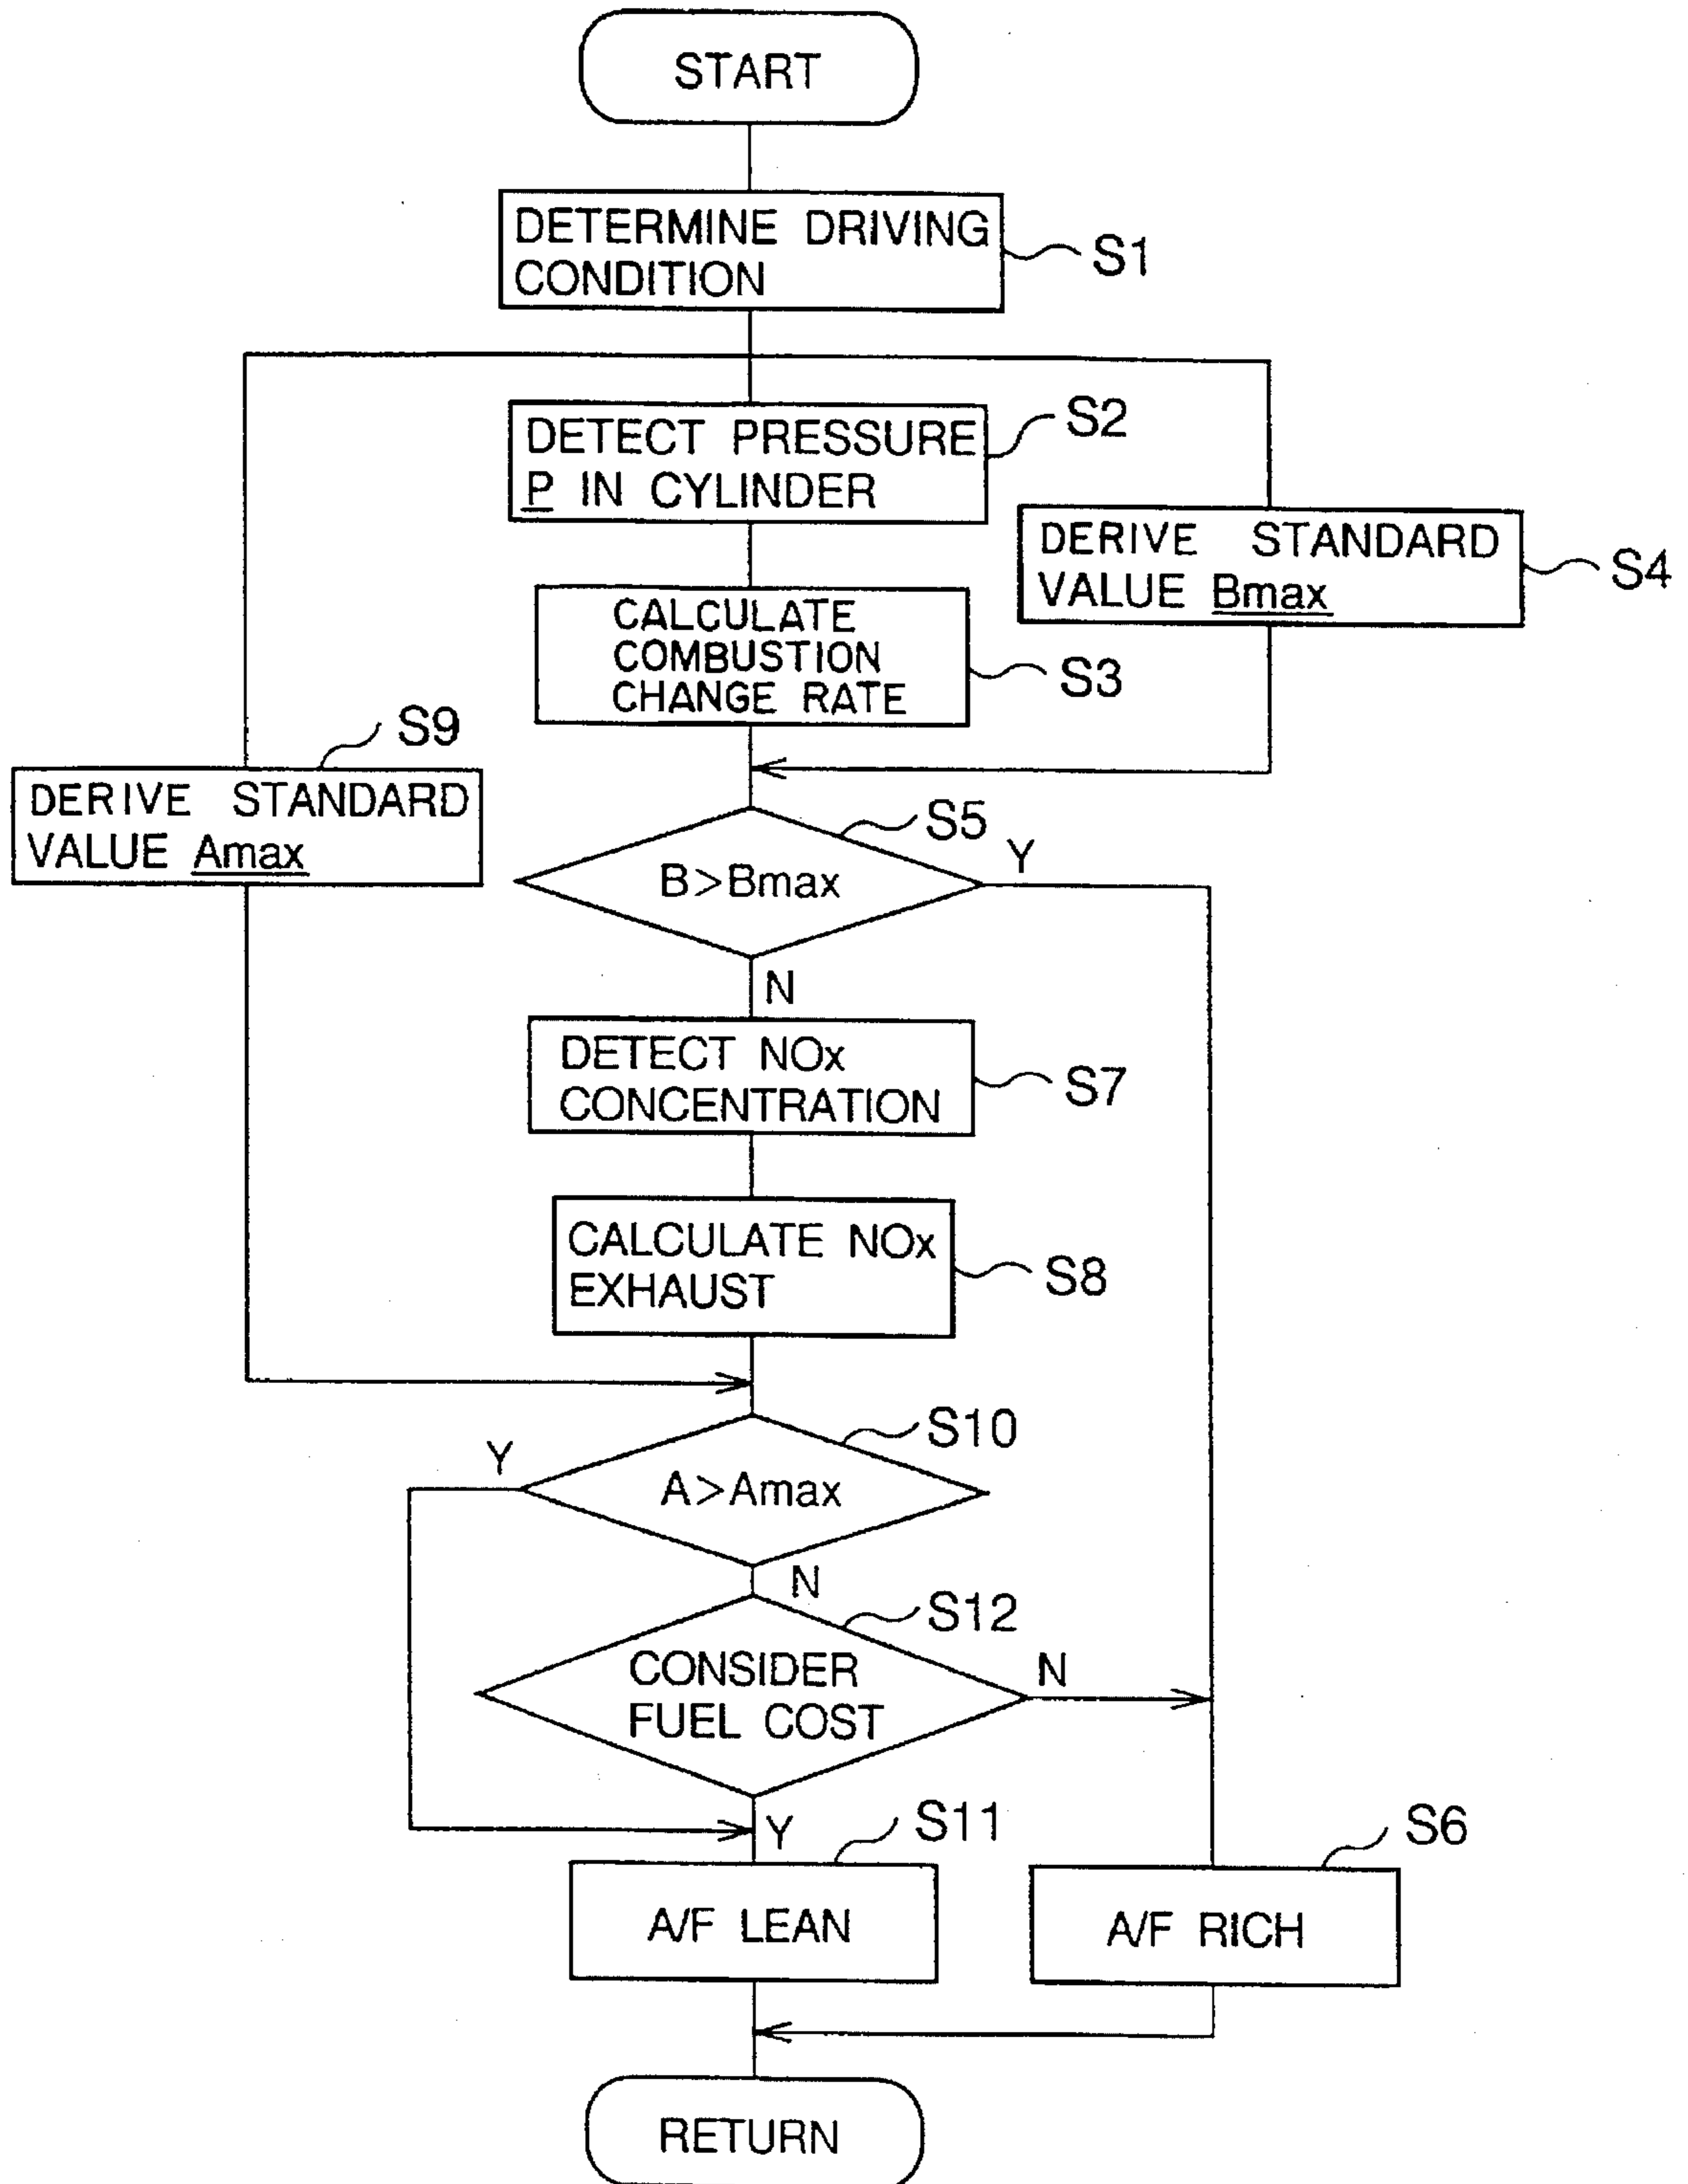 START
DETERMINE DRIVING
CONDITION
S1
DETECT PRESSURE
P IN CYLINDER
S2
DERIVE STANDARD
VALUE Bmax
S4
CALCULATE
COMBUSTION
CHANGE RATE
S3
S9
DERIVE STANDARD
VALUE Amax
S5
B>Bmax
Y
N
DETECT NOx
CONCENTRATION
S7
CALCULATE NOx
EXHAUST
S8
S10
Y
A>Amax
N
S12
CONSIDER
FUEL COST
N
Y
S11
A/F LEAN
S6
A/F RICH
RETURN